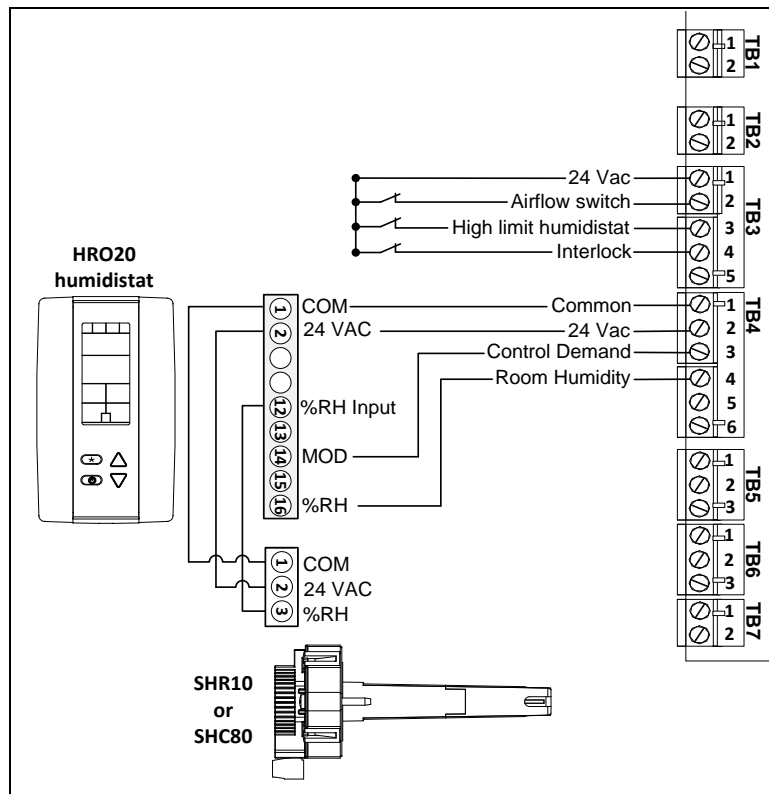 TB1
1
2
TB2
1
2
TB3
24 Vac 1
Airflow switch 2
High limit humidistat 3
Interlock 4
5
HRO20
humidistat
1 COM Common 1
2 24 VAC 24 Vac 2
Control Demand 3
Room Humidity 4
TB4
12 %RH Input 5
13 6
14 MOD
15
16 %RH
TB5
1
2
3
TB6
1
2
3
TB7
1
2
1 COM
2 24 VAC
3 %RH
SHR10
or
SHC80